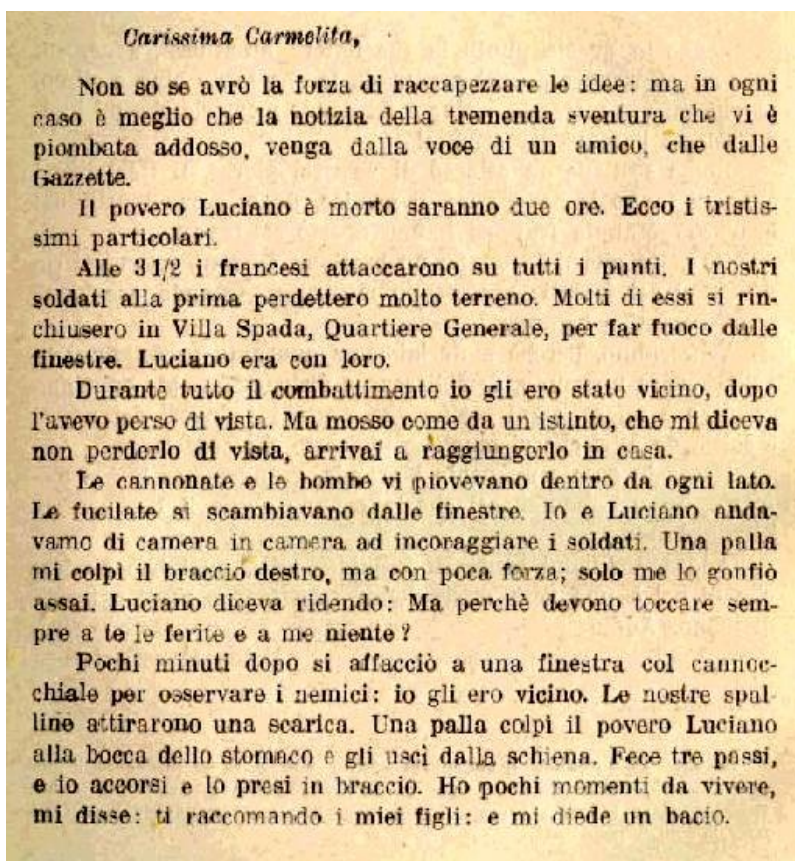 Carissima Carmelita,
Non so se avrò la forza di raccapezzare le idee: ma in ogni
caso è meglio che la notizia della tremenda sventura che vi è
piombata addosso, venga dalla voce di un amico, che dalle
Gazzette.
Il povero Luciano è morto saranno due ore. Ecco i tristis-
simi particolari.
Alle 3 1/2 i francesi attaccarono su tutti i punti. I nostri
soldati alla prima perdettero molto terreno. Molti di essi si rin-
chiusero in Villa Spada, Quartiere Generale, per far fuoco dalle
finestre. Luciano era con loro.
Durante tutto il combattimento io gli ero stato vicino, dopo
l'avevo perso di vista. Ma mosso come da un istinto, che mi diceva
non perderlo di vista, arrivai a raggiungerlo in casa.
Le cannonate e le bombe vi piovevano dentro da ogni lato.
Le fucilate si scambiavano dalle finestre. Io e Luciano anda-
vamo di camera in camera ad incoraggiare i soldati. Una palla
mi colpì il braccio destro, ma con poca forza; solo me lo gonfiò
assai. Luciano diceva ridendo: Ma perchè devono toccare sem-
pre a te le ferite e a me niente?
Pochi minuti dopo si affacciò a una finestra col cannoc-
chiale per osservare i nemici: io gli ero vicino. Le nostre spal-
line attirarono una scarica. Una palla colpì il povero Luciano
alla bocca dello stomaco e gli uscì dalla schiena. Fece tre passi,
e io accorsi e lo presi in braccio. Ho pochi momenti da vivere,
mi disse: ti raccomando i miei figli: e mi diede un bacio.